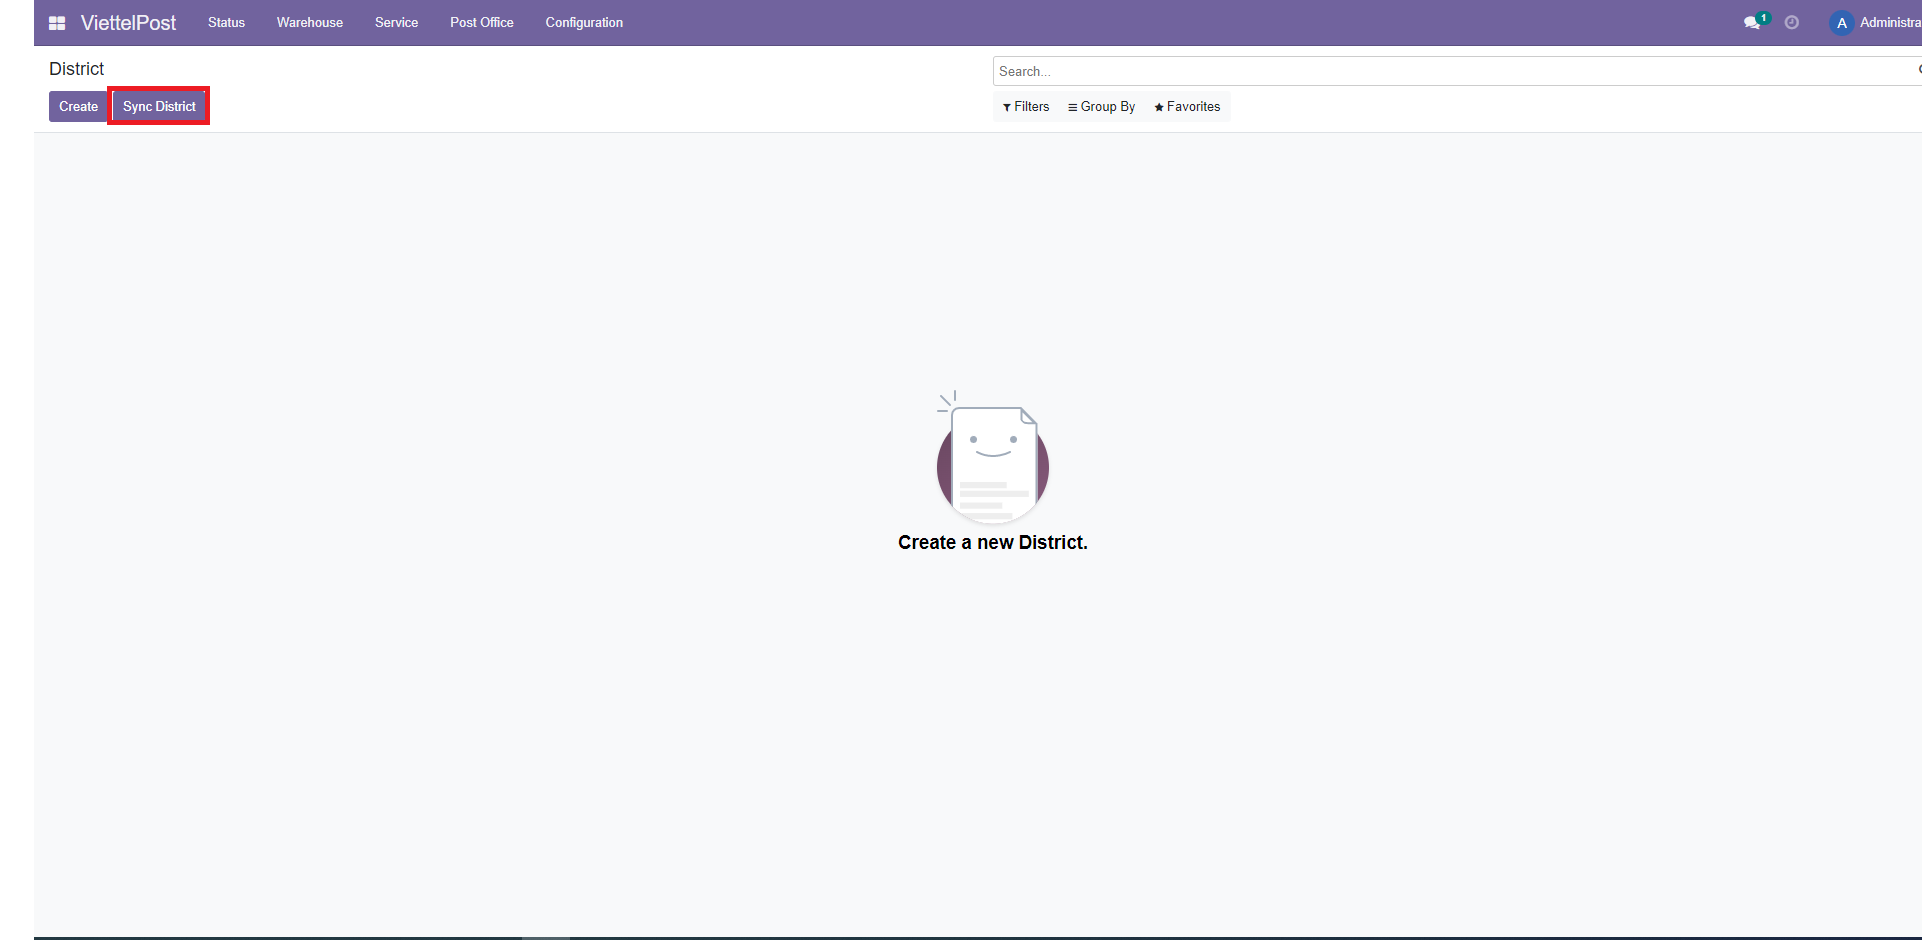 ViettelPost Status Warehouse Service Post Office Configuration 1 A Administra
District
Search...
Create Sync District Filters Group By Favorites
Create a new District.